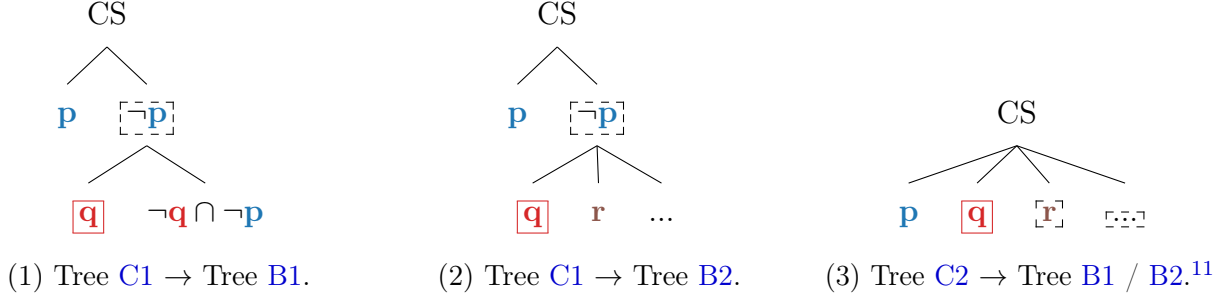 CS CS
p ¬p p ¬p CS
q ¬q ∩ ¬p q r ... p q r ...
(1) Tree C1 → Tree B1. (2) Tree C1 → Tree B2. (3) Tree C2 → Tree B1 / B2.¹¹